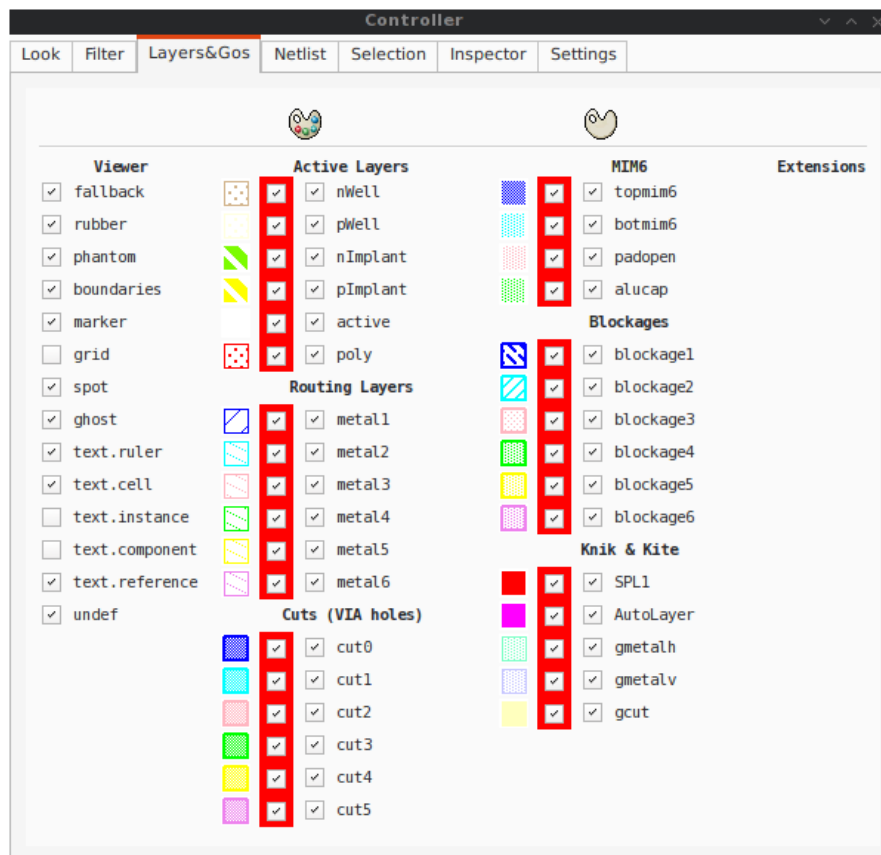 Controller
Look Filter Layers&Gos Netlist Selection Inspector Settings
Viewer Active Layers MIM6 Extensions
fallback nWell topmim6
rubber pWell botmim6
phantom nImplant padopen
boundaries pImplant alucap
marker active Blockages
grid poly blockage1
spot Routing Layers blockage2
ghost metal1 blockage3
text.ruler metal2 blockage4
text.cell metal3 blockage5
text.instance metal4 blockage6
text.component metal5 Knik & Kite
text.reference metal6 SPL1
undef Cuts (VIA holes) AutoLayer
cut0 gmetalh
cut1 gmetalv
cut2 gcut
cut3
cut4
cut5